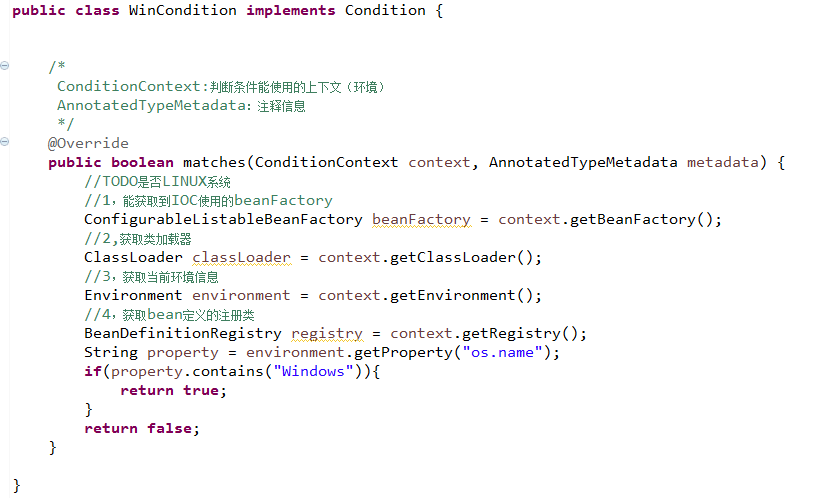 public class WinCondition implements Condition {
/*
ConditionContext:判断条件能使用的上下文（环境）
AnnotatedTypeMetadata：注释信息
*/
@Override
public boolean matches(ConditionContext context, AnnotatedTypeMetadata metadata) {
//TODO是否LINUX系统
//1，能获取到IOC使用的beanFactory
ConfigurableListableBeanFactory beanFactory = context.getBeanFactory();
//2,获取类加载器
ClassLoader classLoader = context.getClassLoader();
//3，获取当前环境信息
Environment environment = context.getEnvironment();
//4，获取bean定义的注册类
BeanDefinitionRegistry registry = context.getRegistry();
String property = environment.getProperty("os.name");
if(property.contains("Windows")){
return true;
}
return false;
}
}